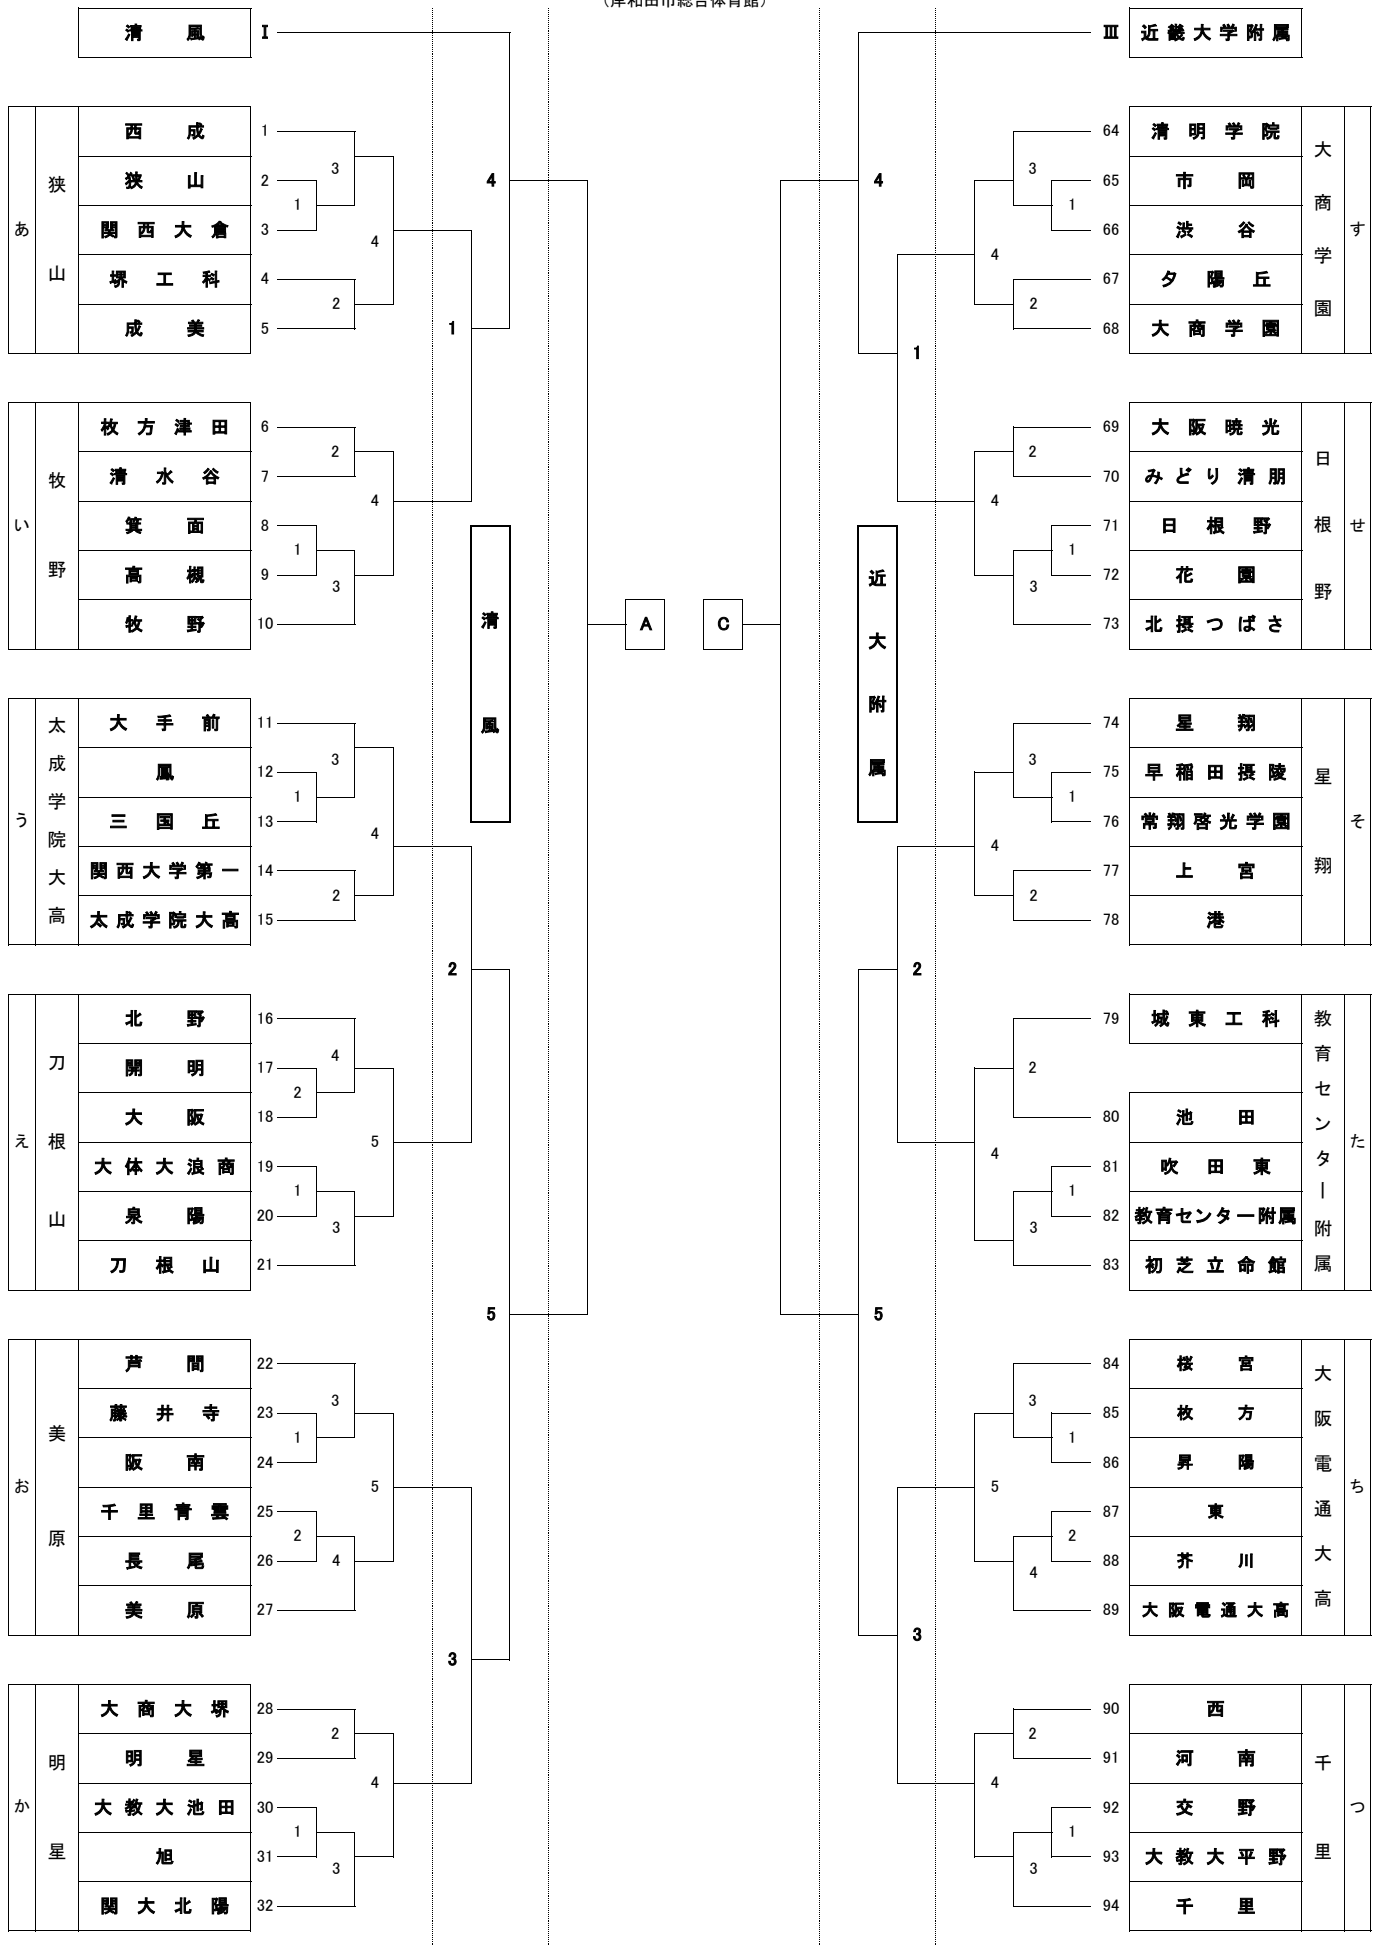 （岸和田市総合体育館）
清風 Ⅰ
Ⅲ 近畿大学附属
あ 狭山
西成 1
狭山 2
関西大倉 3
堺工科 4
成美 5
3
1
4
2
い 牧野
枚方津田 6
清水谷 7
箕面 8
高槻 9
牧野 10
2
4
1
3
う 太成学院大高
大手前 11
鳳 12
三国丘 13
関西大学第一 14
太成学院大高 15
3
1
4
2
え 刀根山
北野 16
開明 17
大阪 18
大体大浪商 19
泉陽 20
刀根山 21
4
2
5
1
3
お 美原
芦間 22
藤井寺 23
阪南 24
千里青雲 25
長尾 26
美原 27
3
1
5
2
4
か 明星
大商大堺 28
明星 29
大教大池田 30
旭 31
関大北陽 32
2
4
1
3
4
1
2
5
3
清風
A
C
近大附属
4
1
2
5
3
64 清明学院
65 市岡
66 渋谷
67 夕陽丘
68 大商学園
大商学園 す
3
1
4
2
69 大阪暁光
70 みどり清朋
71 日根野
72 花園
73 北摂つばさ
日根野 せ
2
4
1
3
74 星翔
75 早稲田摂陵
76 常翔啓光学園
77 上宮
78 港
星翔 そ
3
1
4
2
79 城東工科
80 池田
81 吹田東
82 教育センター附属
83 初芝立命館
教育センター附属 た
2
4
1
3
84 桜宮
85 枚方
86 昇陽
87 東
88 芥川
89 大阪電通大高
大阪電通大高 ち
3
1
5
2
4
90 西
91 河南
92 交野
93 大教大平野
94 千里
千里 つ
2
4
1
3